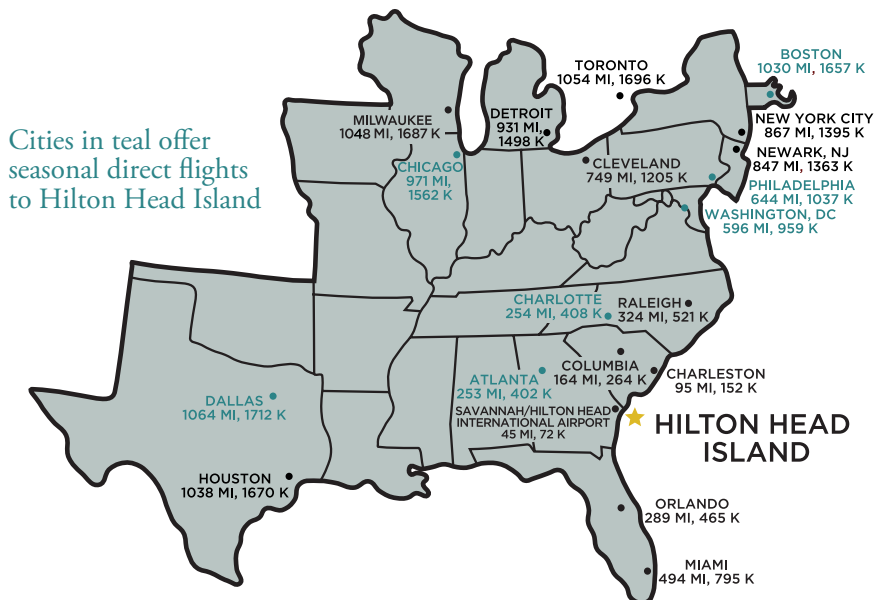 Cities in teal offer
seasonal direct flights
to Hilton Head Island
BOSTON
1030 MI, 1657 K
TORONTO
1054 MI, 1696 K
MILWAUKEE
1048 MI, 1687 K
DETROIT
931 MI,
1498 K
NEW YORK CITY
867 MI, 1395 K
NEWARK, NJ
847 MI, 1363 K
CHICAGO
971 MI,
1562 K
CLEVELAND
749 MI, 1205 K
PHILADELPHIA
644 MI, 1037 K
WASHINGTON, DC
596 MI, 959 K
CHARLOTTE
254 MI, 408 K
RALEIGH
324 MI, 521 K
COLUMBIA
164 MI, 264 K
CHARLESTON
95 MI, 152 K
ATLANTA
253 MI, 402 K
DALLAS
1064 MI, 1712 K
SAVANNAH/HILTON HEAD
INTERNATIONAL AIRPORT
45 MI, 72 K
HILTON HEAD
ISLAND
HOUSTON
1038 MI, 1670 K
ORLANDO
289 MI, 465 K
MIAMI
494 MI, 795 K